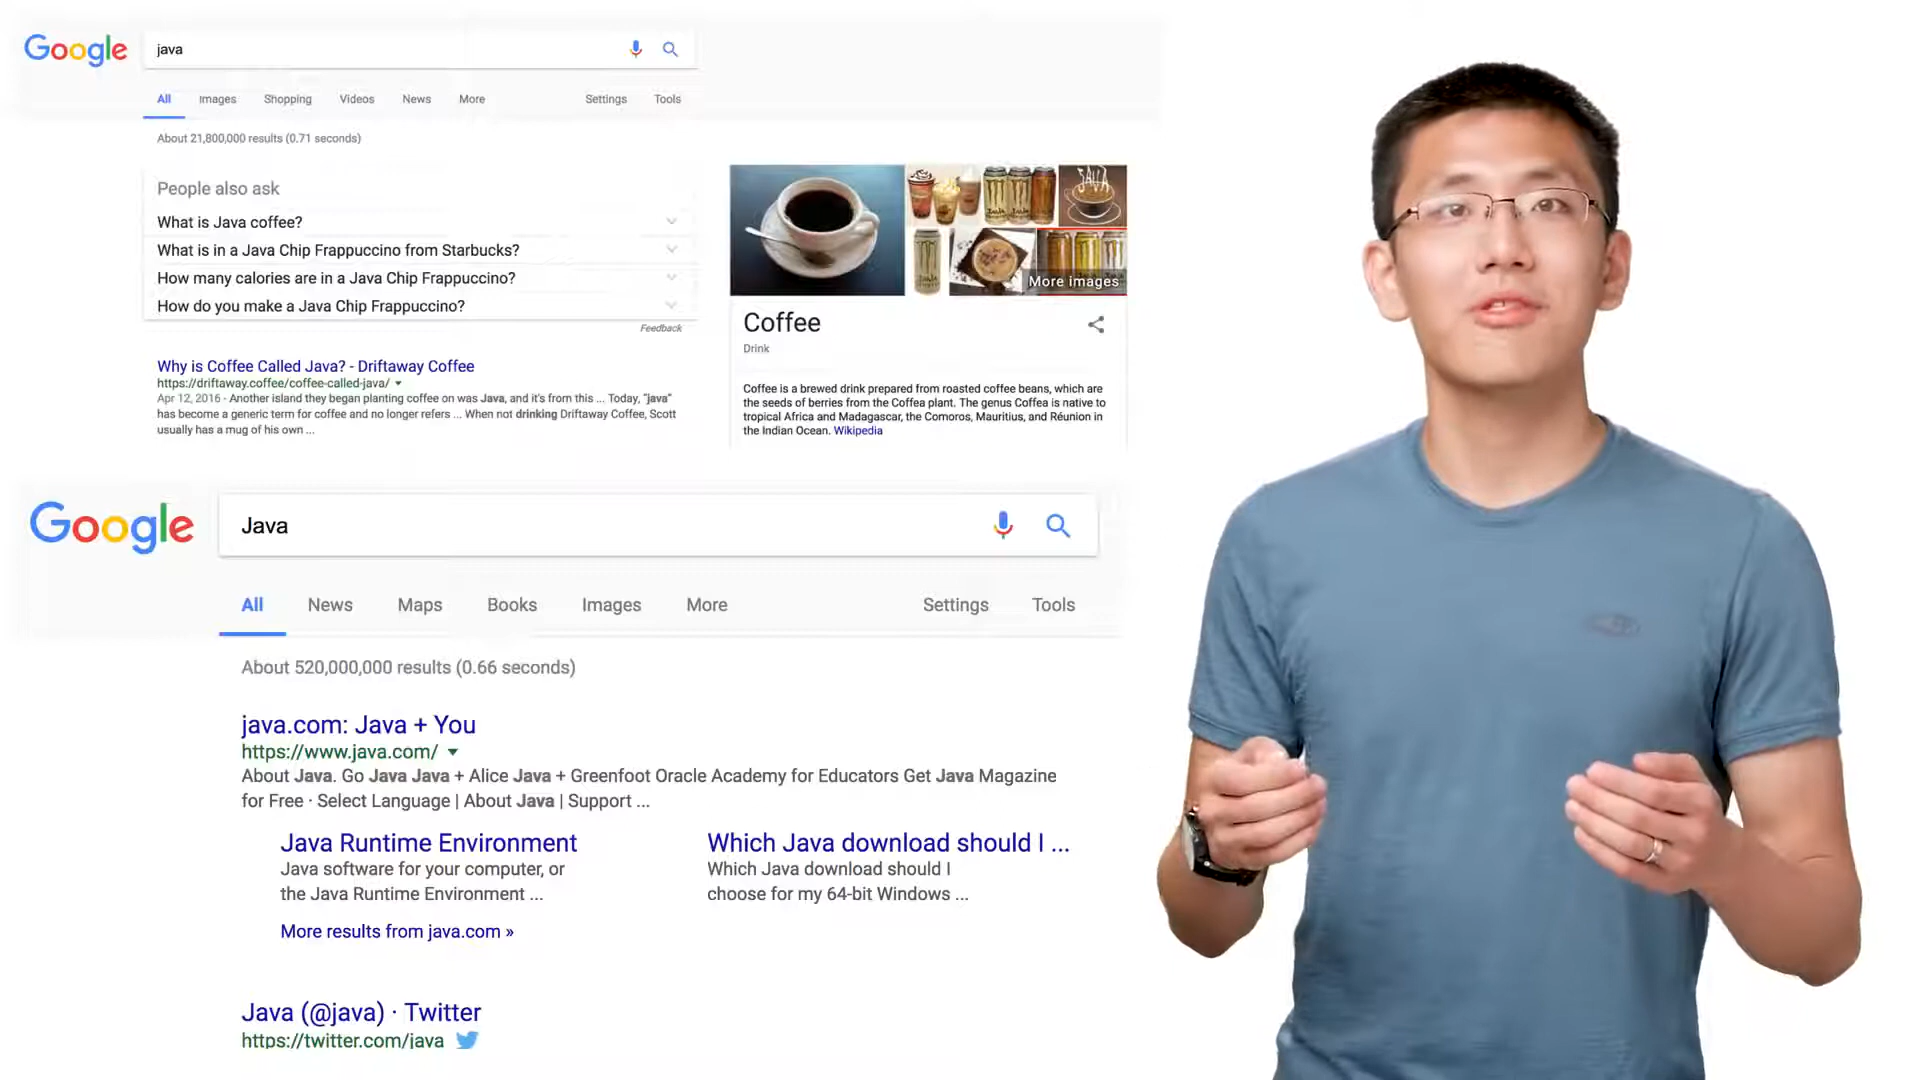 Google
java
All Images Shopping Videos News More Settings Tools
About 21,800,000 results (0.71 seconds)
People also ask
What is Java coffee?
What is in a Java Chip Frappuccino from Starbucks?
How many calories are in a Java Chip Frappuccino?
How do you make a Java Chip Frappuccino?
Feedback
Why is Coffee Called Java? - Driftaway Coffee
https://driftaway.coffee/coffee-called-java/
Apr 12, 2016 - Another island they began planting coffee on was Java, and it's from this ... Today, "java"
has become a generic term for coffee and no longer refers ... When not drinking Driftaway Coffee, Scott
usually has a mug of his own ...
JAVA
More images
Coffee
Drink
Coffee is a brewed drink prepared from roasted coffee beans, which are
the seeds of berries from the Coffea plant. The genus Coffea is native to
tropical Africa and Madagascar, the Comoros, Mauritius, and Réunion in
the Indian Ocean. Wikipedia
Google
Java
All News Maps Books Images More Settings Tools
About 520,000,000 results (0.66 seconds)
java.com: Java + You
https://www.java.com/
About Java. Go Java Java + Alice Java + Greenfoot Oracle Academy for Educators Get Java Magazine
for Free · Select Language | About Java | Support ...
Java Runtime Environment
Java software for your computer, or
the Java Runtime Environment ...
Which Java download should I ...
Which Java download should I
choose for my 64-bit Windows ...
More results from java.com »
Java (@java) · Twitter
https://twitter.com/java